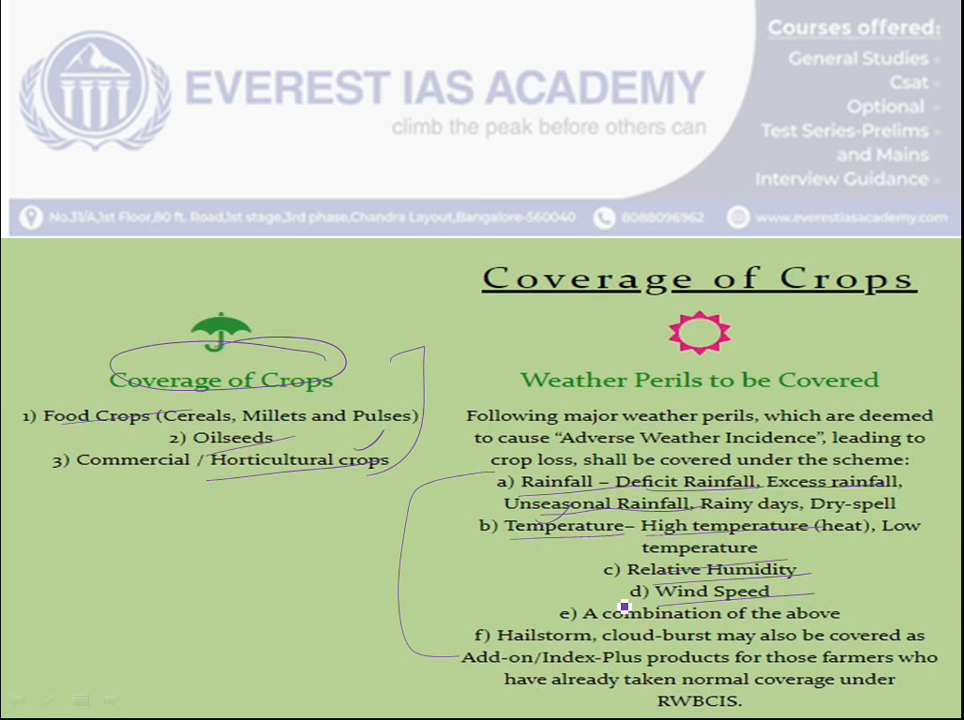 EVEREST IAS ACADEMY
climb the peak before others can
Courses offered:
General Studies
Csat
Optional
Test Series-Prelims
and Mains
Interview Guidance
No.31/A,1st Floor,80 ft. Road,1st stage,3rd phase,Chandra Layout,Bangalore-560040
8088096962
www.everestiasacademy.com
Coverage of Crops
Coverage of Crops
1) Food Crops (Cereals, Millets and Pulses)
2) Oilseeds
3) Commercial / Horticultural crops
Weather Perils to be Covered
Following major weather perils, which are deemed
to cause “Adverse Weather Incidence”, leading to
crop loss, shall be covered under the scheme:
a) Rainfall – Deficit Rainfall, Excess rainfall,
Unseasonal Rainfall, Rainy days, Dry-spell
b) Temperature– High temperature (heat), Low
temperature
c) Relative Humidity
d) Wind Speed
e) A combination of the above
f) Hailstorm, cloud-burst may also be covered as
Add-on/Index-Plus products for those farmers who
have already taken normal coverage under
RWBCIS.